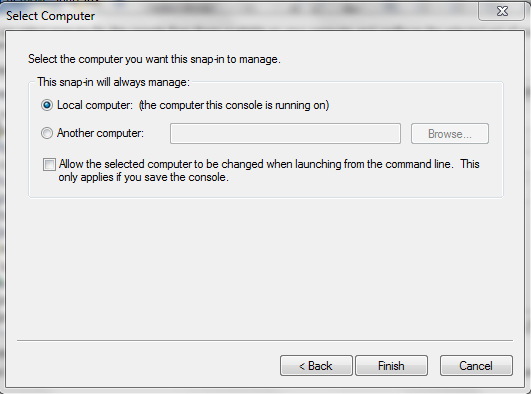 Select Computer
Select the computer you want this snap-in to manage.
This snap-in will always manage:
Local computer:  (the computer this console is running on)
Another computer:
Browse...
Allow the selected computer to be changed when launching from the command line.  This
only applies if you save the console.
< Back
Finish
Cancel